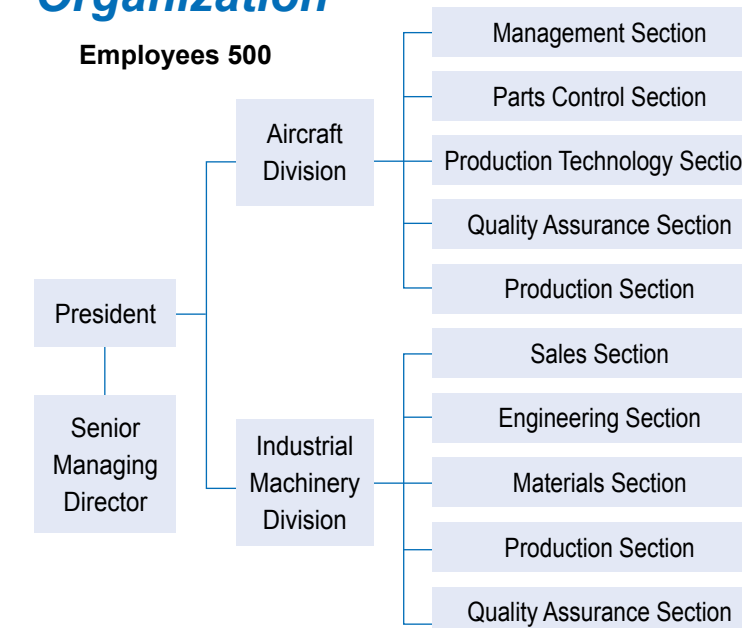 Organization
Employees 500
President
Senior
Managing
Director
Aircraft
Division
Management Section
Parts Control Section
Production Technology Sectio
Quality Assurance Section
Production Section
Industrial
Machinery
Division
Sales Section
Engineering Section
Materials Section
Production Section
Quality Assurance Section